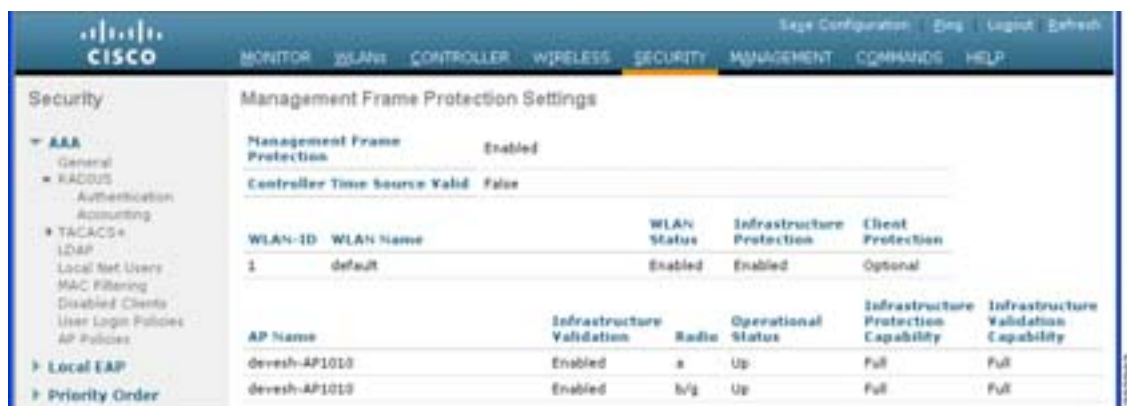 Save Configuration Ping Logout Refresh
CISCO
MONITOR WLANs CONTROLLER WIRELESS SECURITY MANAGEMENT COMMANDS HELP
Security
AAA
General
RADIUS
Authentication
Accounting
TACACS+
LDAP
Local Net Users
MAC Filtering
Disabled Clients
User Login Policies
AP Policies
Local EAP
Priority Order
Management Frame Protection Settings
Management Frame Protection Enabled
Controller Time Source Valid False
WLAN-ID WLAN Name WLAN Status Infrastructure Protection Client Protection
1 default Enabled Enabled Optional
AP Name Infrastructure Validation Radio Operational Status Infrastructure Protection Capability Infrastructure Validation Capability
devesh-AP1010 Enabled a Up Full Full
devesh-AP1010 Enabled b/g Up Full Full